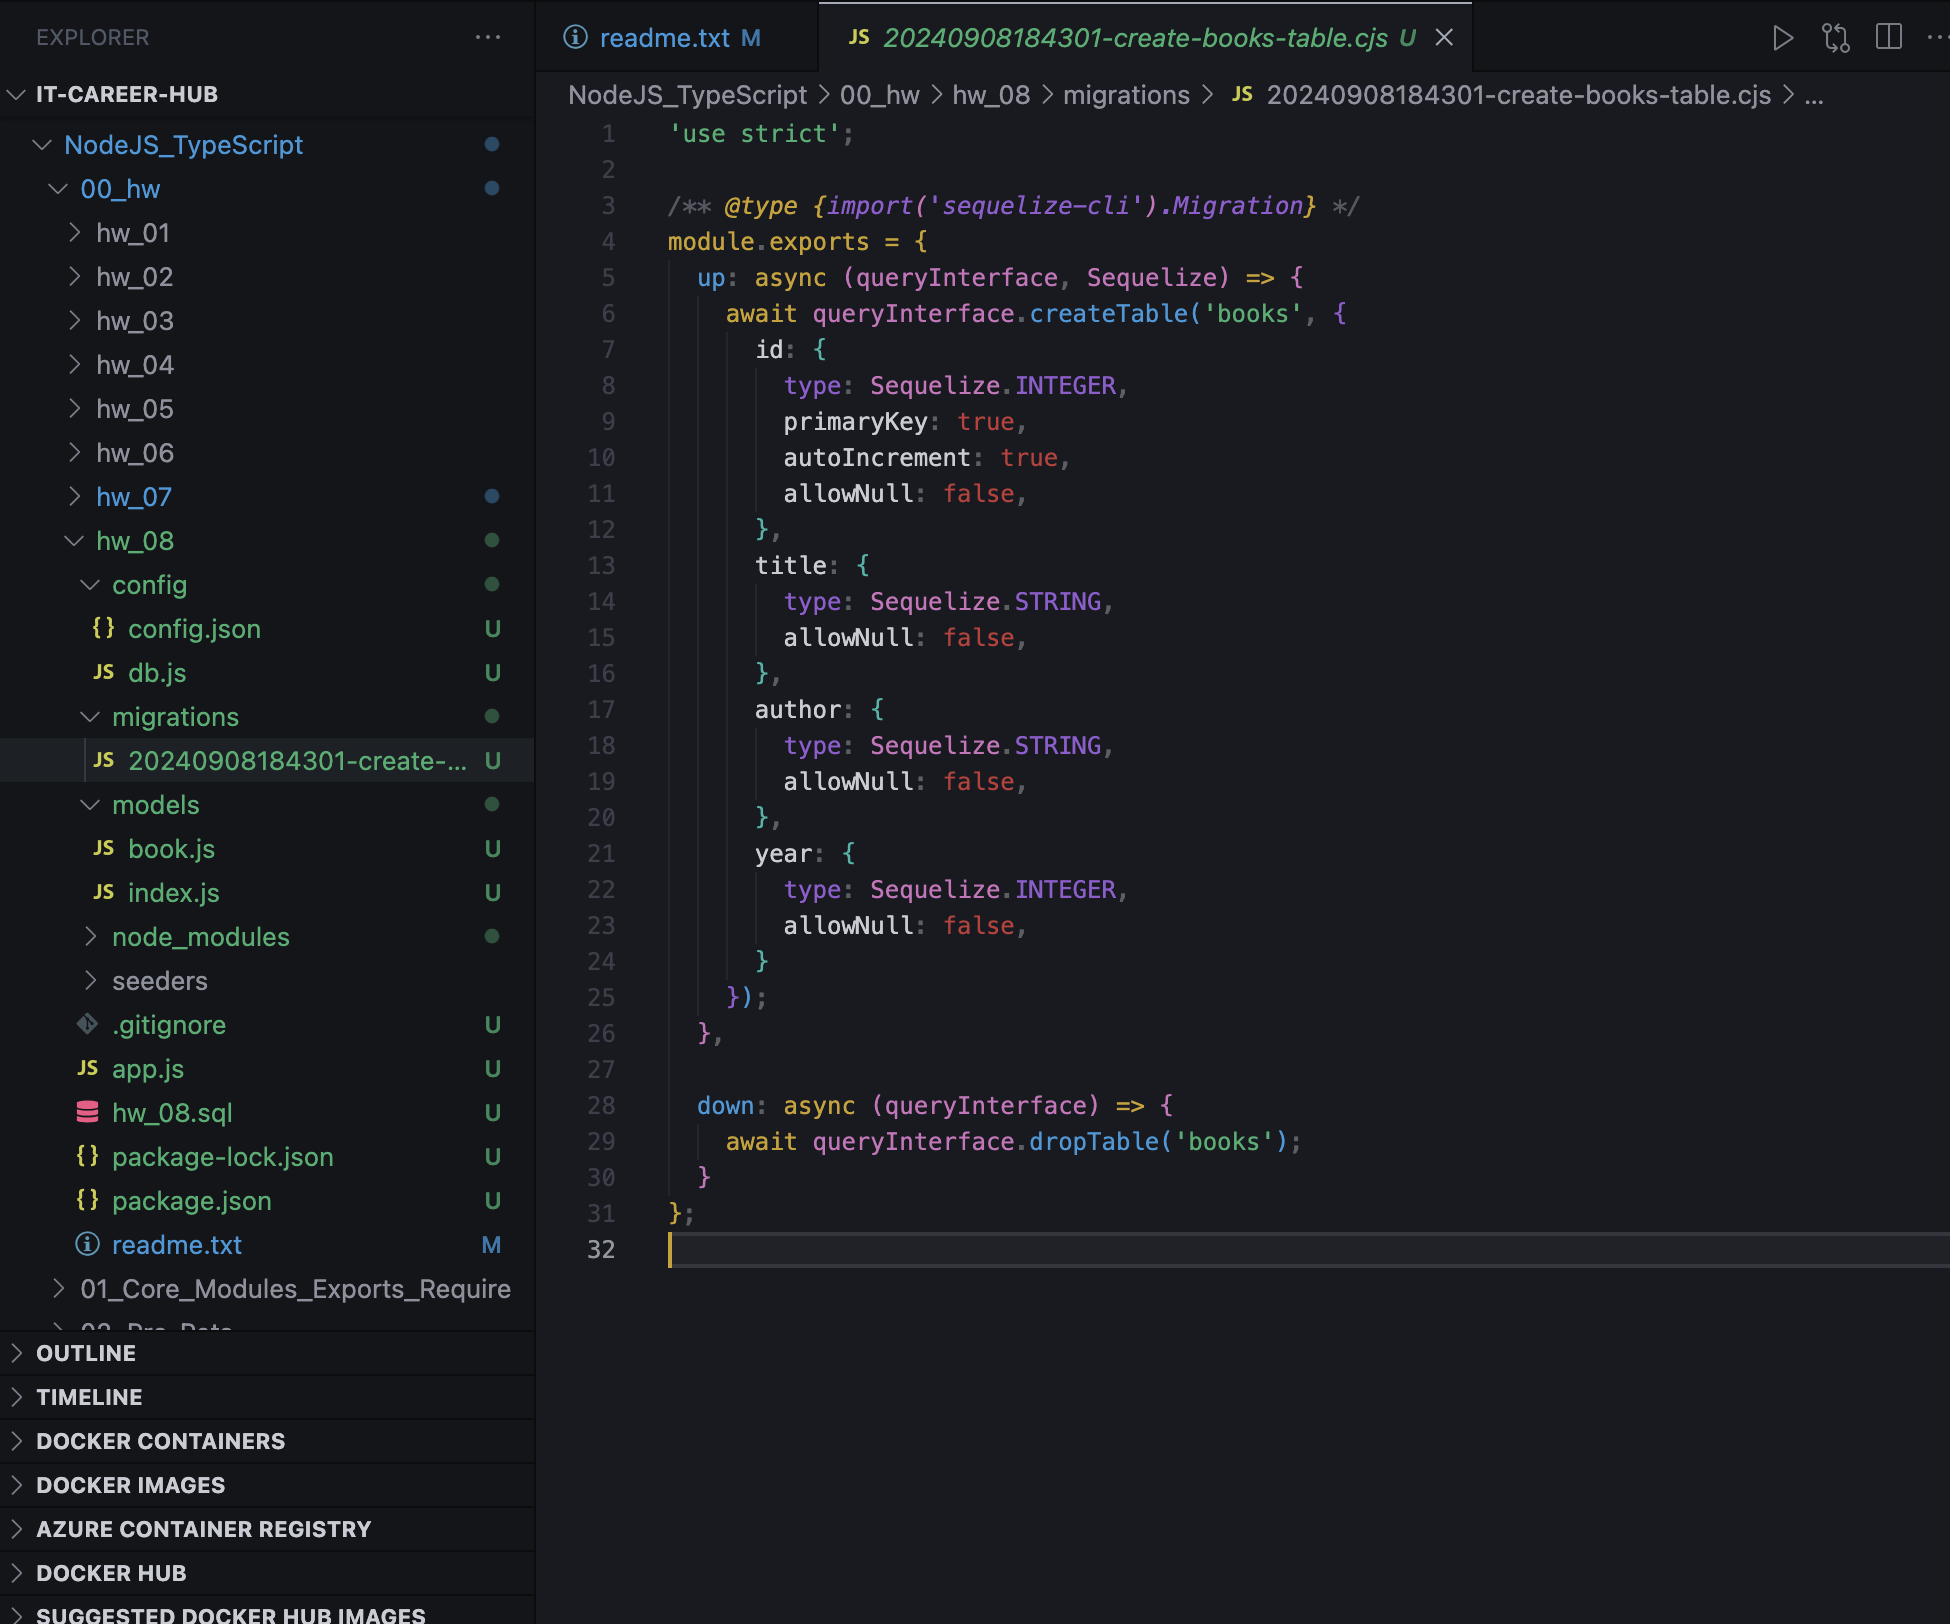 EXPLORER ...
IT-CAREER-HUB
NodeJS_TypeScript
00_hw
hw_01
hw_02
hw_03
hw_04
hw_05
hw_06
hw_07
hw_08
config
{} config.json U
JS db.js U
migrations
JS 20240908184301-create-... U
models
JS book.js U
JS index.js U
node_modules
seeders
.gitignore U
JS app.js U
hw_08.sql U
{} package-lock.json U
{} package.json U
readme.txt M
01_Core_Modules_Exports_Require
OUTLINE
TIMELINE
DOCKER CONTAINERS
DOCKER IMAGES
AZURE CONTAINER REGISTRY
DOCKER HUB
SUGGESTED DOCKER HUB IMAGES
readme.txt M
JS 20240908184301-create-books-table.cjs U
NodeJS_TypeScript > 00_hw > hw_08 > migrations > JS 20240908184301-create-books-table.cjs > ...
1 'use strict';
2
3 /** @type {import('sequelize-cli').Migration} */
4 module.exports = {
5 up: async (queryInterface, Sequelize) => {
6 await queryInterface.createTable('books', {
7 id: {
8 type: Sequelize.INTEGER,
9 primaryKey: true,
10 autoIncrement: true,
11 allowNull: false,
12 },
13 title: {
14 type: Sequelize.STRING,
15 allowNull: false,
16 },
17 author: {
18 type: Sequelize.STRING,
19 allowNull: false,
20 },
21 year: {
22 type: Sequelize.INTEGER,
23 allowNull: false,
24 }
25 });
26 },
27
28 down: async (queryInterface) => {
29 await queryInterface.dropTable('books');
30 }
31 };
32